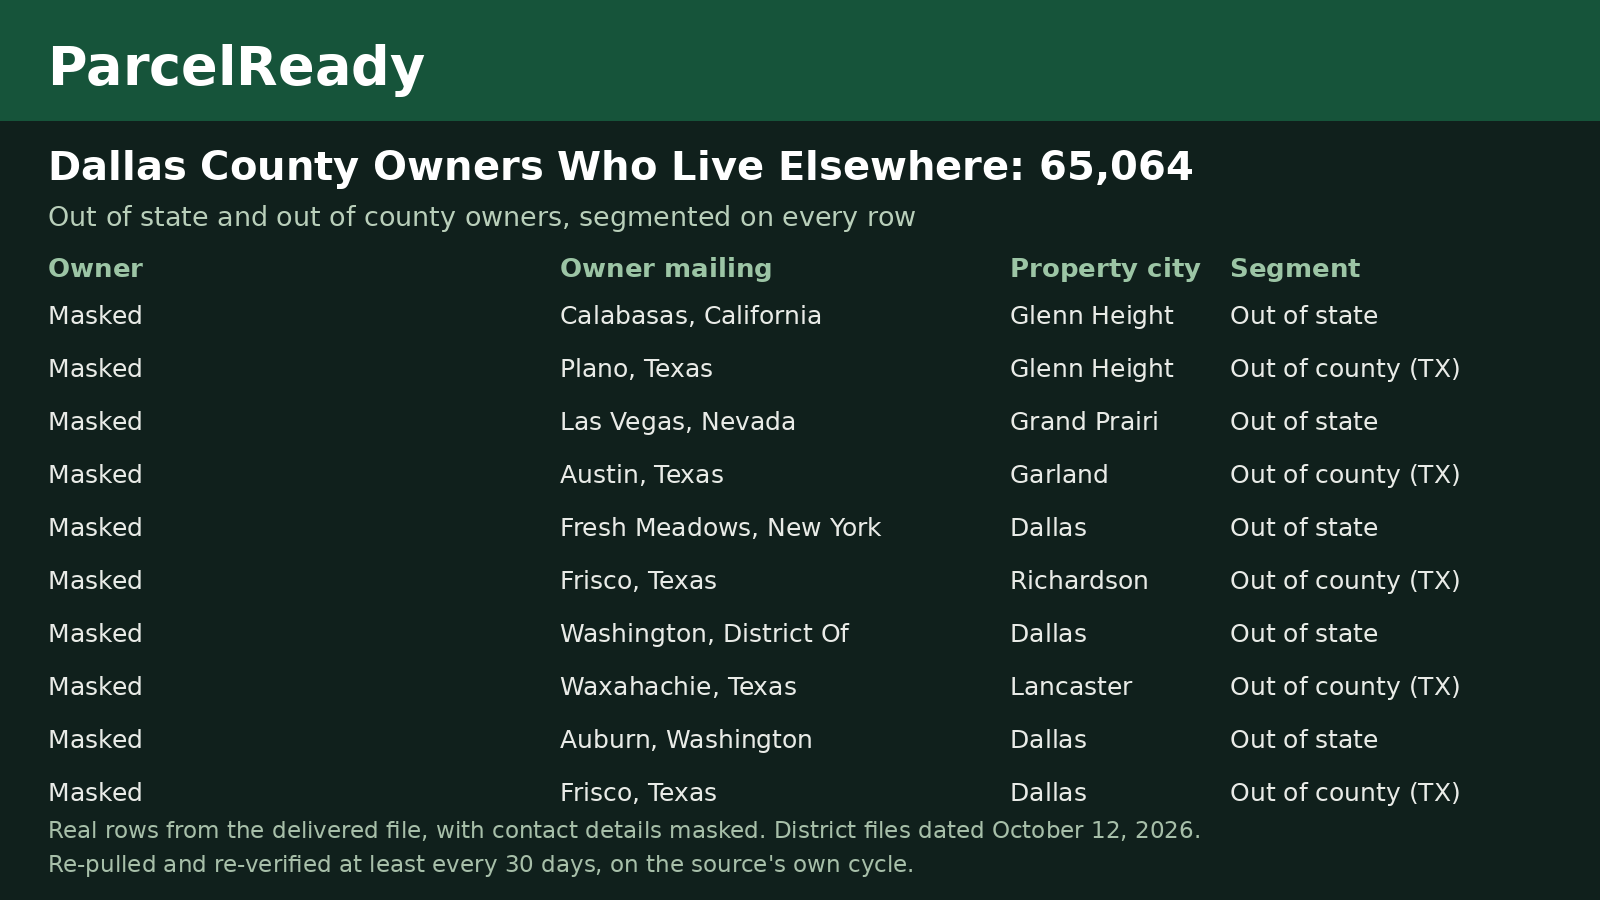 ParcelReady
Dallas County Owners Who Live Elsewhere: 65,064
Out of state and out of county owners, segmented on every row
Owner Owner mailing Property city Segment
Masked Calabasas, California Glenn Height Out of state
Masked Plano, Texas Glenn Height Out of county (TX)
Masked Las Vegas, Nevada Grand Prairi Out of state
Masked Austin, Texas Garland Out of county (TX)
Masked Fresh Meadows, New York Dallas Out of state
Masked Frisco, Texas Richardson Out of county (TX)
Masked Washington, District Of Dallas Out of state
Masked Waxahachie, Texas Lancaster Out of county (TX)
Masked Auburn, Washington Dallas Out of state
Masked Frisco, Texas Dallas Out of county (TX)
Real rows from the delivered file, with contact details masked. District files dated October 12, 2026.
Re-pulled and re-verified at least every 30 days, on the source's own cycle.